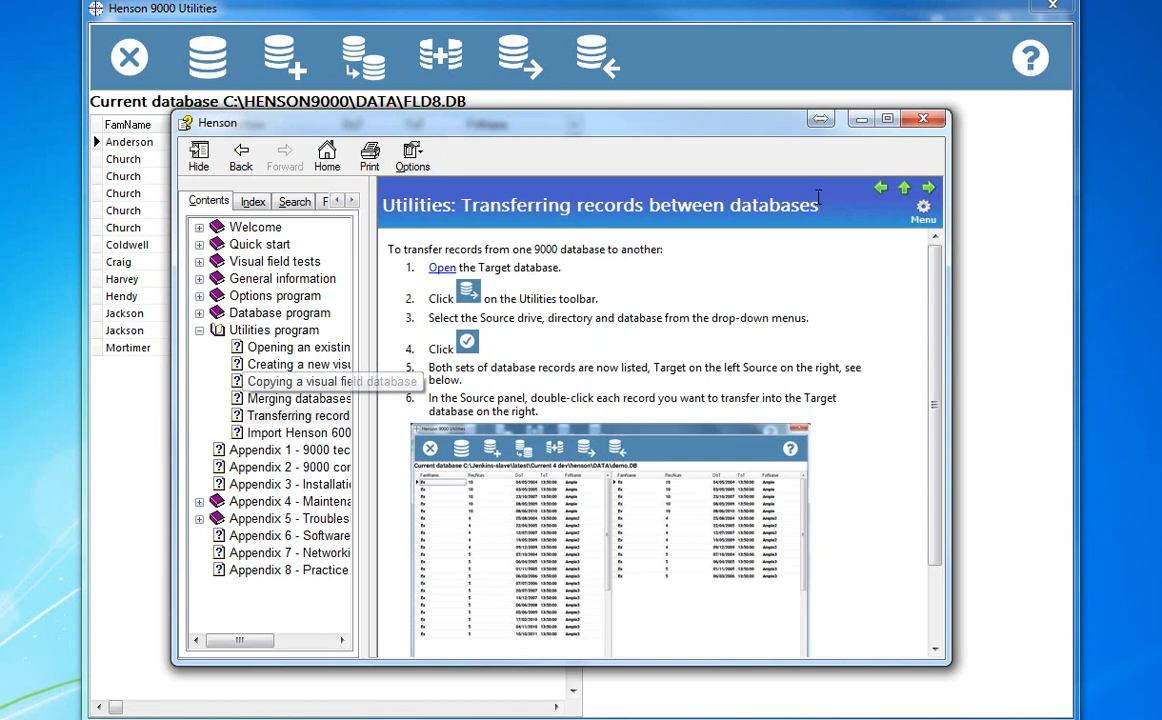 Henson 9000 Utilities
Current database C:\HENSON9000\DATA\FLD8.DB
FamName
Anderson
Church
Church
Church
Church
Church
Coldwell
Craig
Harvey
Hendy
Jackson
Jackson
Mortimer
Henson
Hide
Back
Forward
Home
Print
Options
Contents
Index
Search
F
Welcome
Quick start
Visual field tests
General information
Options program
Database program
Utilities program
Opening an existin
Creating a new visu
Copying a visual field database
Merging databases
Transferring record
Import Henson 600
Appendix 1 - 9000 tec
Appendix 2 - 9000 cor
Appendix 3 - Installatio
Appendix 4 - Maintena
Appendix 5 - Troubles
Appendix 6 - Software
Appendix 7 - Networki
Appendix 8 - Practice
Utilities: Transferring records between databases
Menu
To transfer records from one 9000 database to another:
1. Open the Target database.
2. Click on the Utilities toolbar.
3. Select the Source drive, directory and database from the drop-down menus.
4. Click
5. Both sets of database records are now listed, Target on the left Source on the right, see
below.
6. In the Source panel, double-click each record you want to transfer into the Target
database on the right.
Henson 9000 Utilities
Current database C:\Jenkins-slave\latest\Current 4 dev\henson\DATA\demo.DB